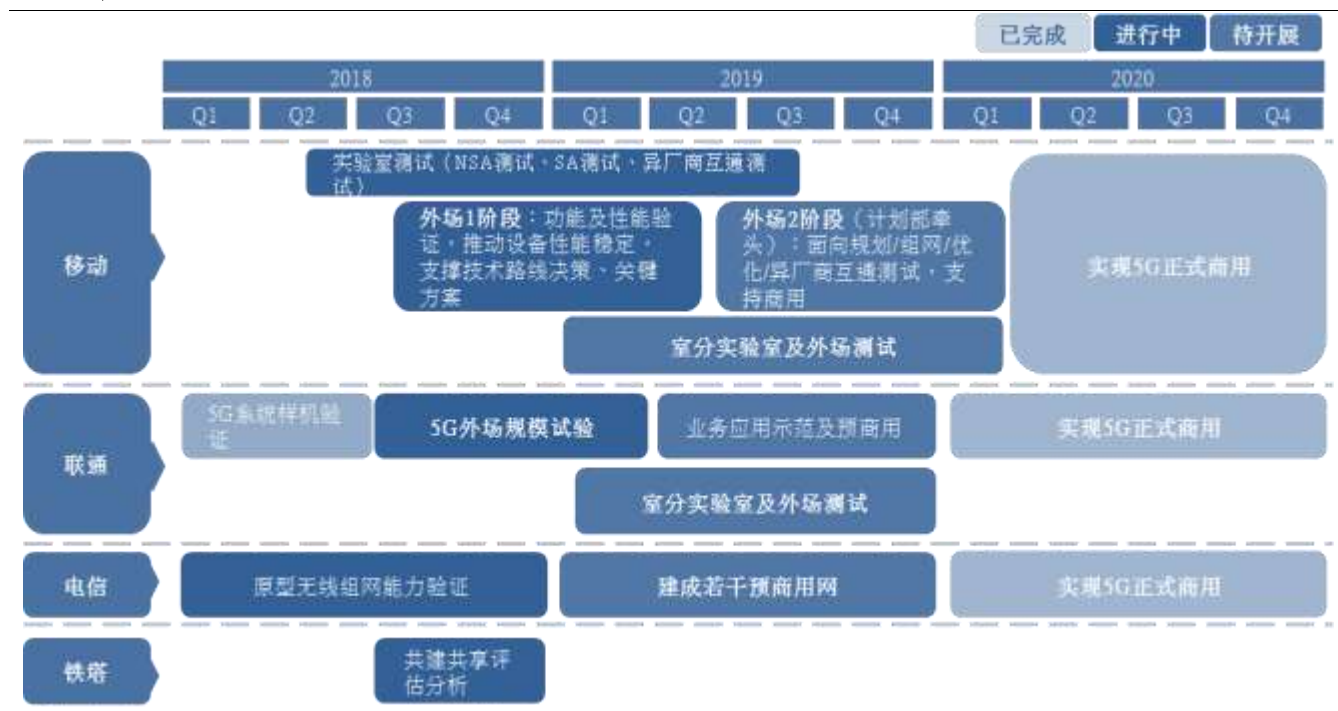 已完成 进行中 待开展
2018 2019 2020
Q1 Q2 Q3 Q4 Q1 Q2 Q3 Q4 Q1 Q2 Q3 Q4
移动
实验室测试(NSA测试、SA测试、异厂商互通测
试)
外场1阶段:功能及性能验
证,推动设备性能稳定,
支撑技术路线决策、关键
方案
外场2阶段(计划部牵
头):面向规划/组网/优
化/异厂商互通测试,支
持商用
室分实验室及外场测试
实现5G正式商用
联通
5G系统样机验
证
5G外场规模试验
业务应用示范及预商用
实现5G正式商用
室分实验室及外场测试
电信
原型无线组网能力验证
建成若干预商用网
实现5G正式商用
铁塔
共建共享评
估分析